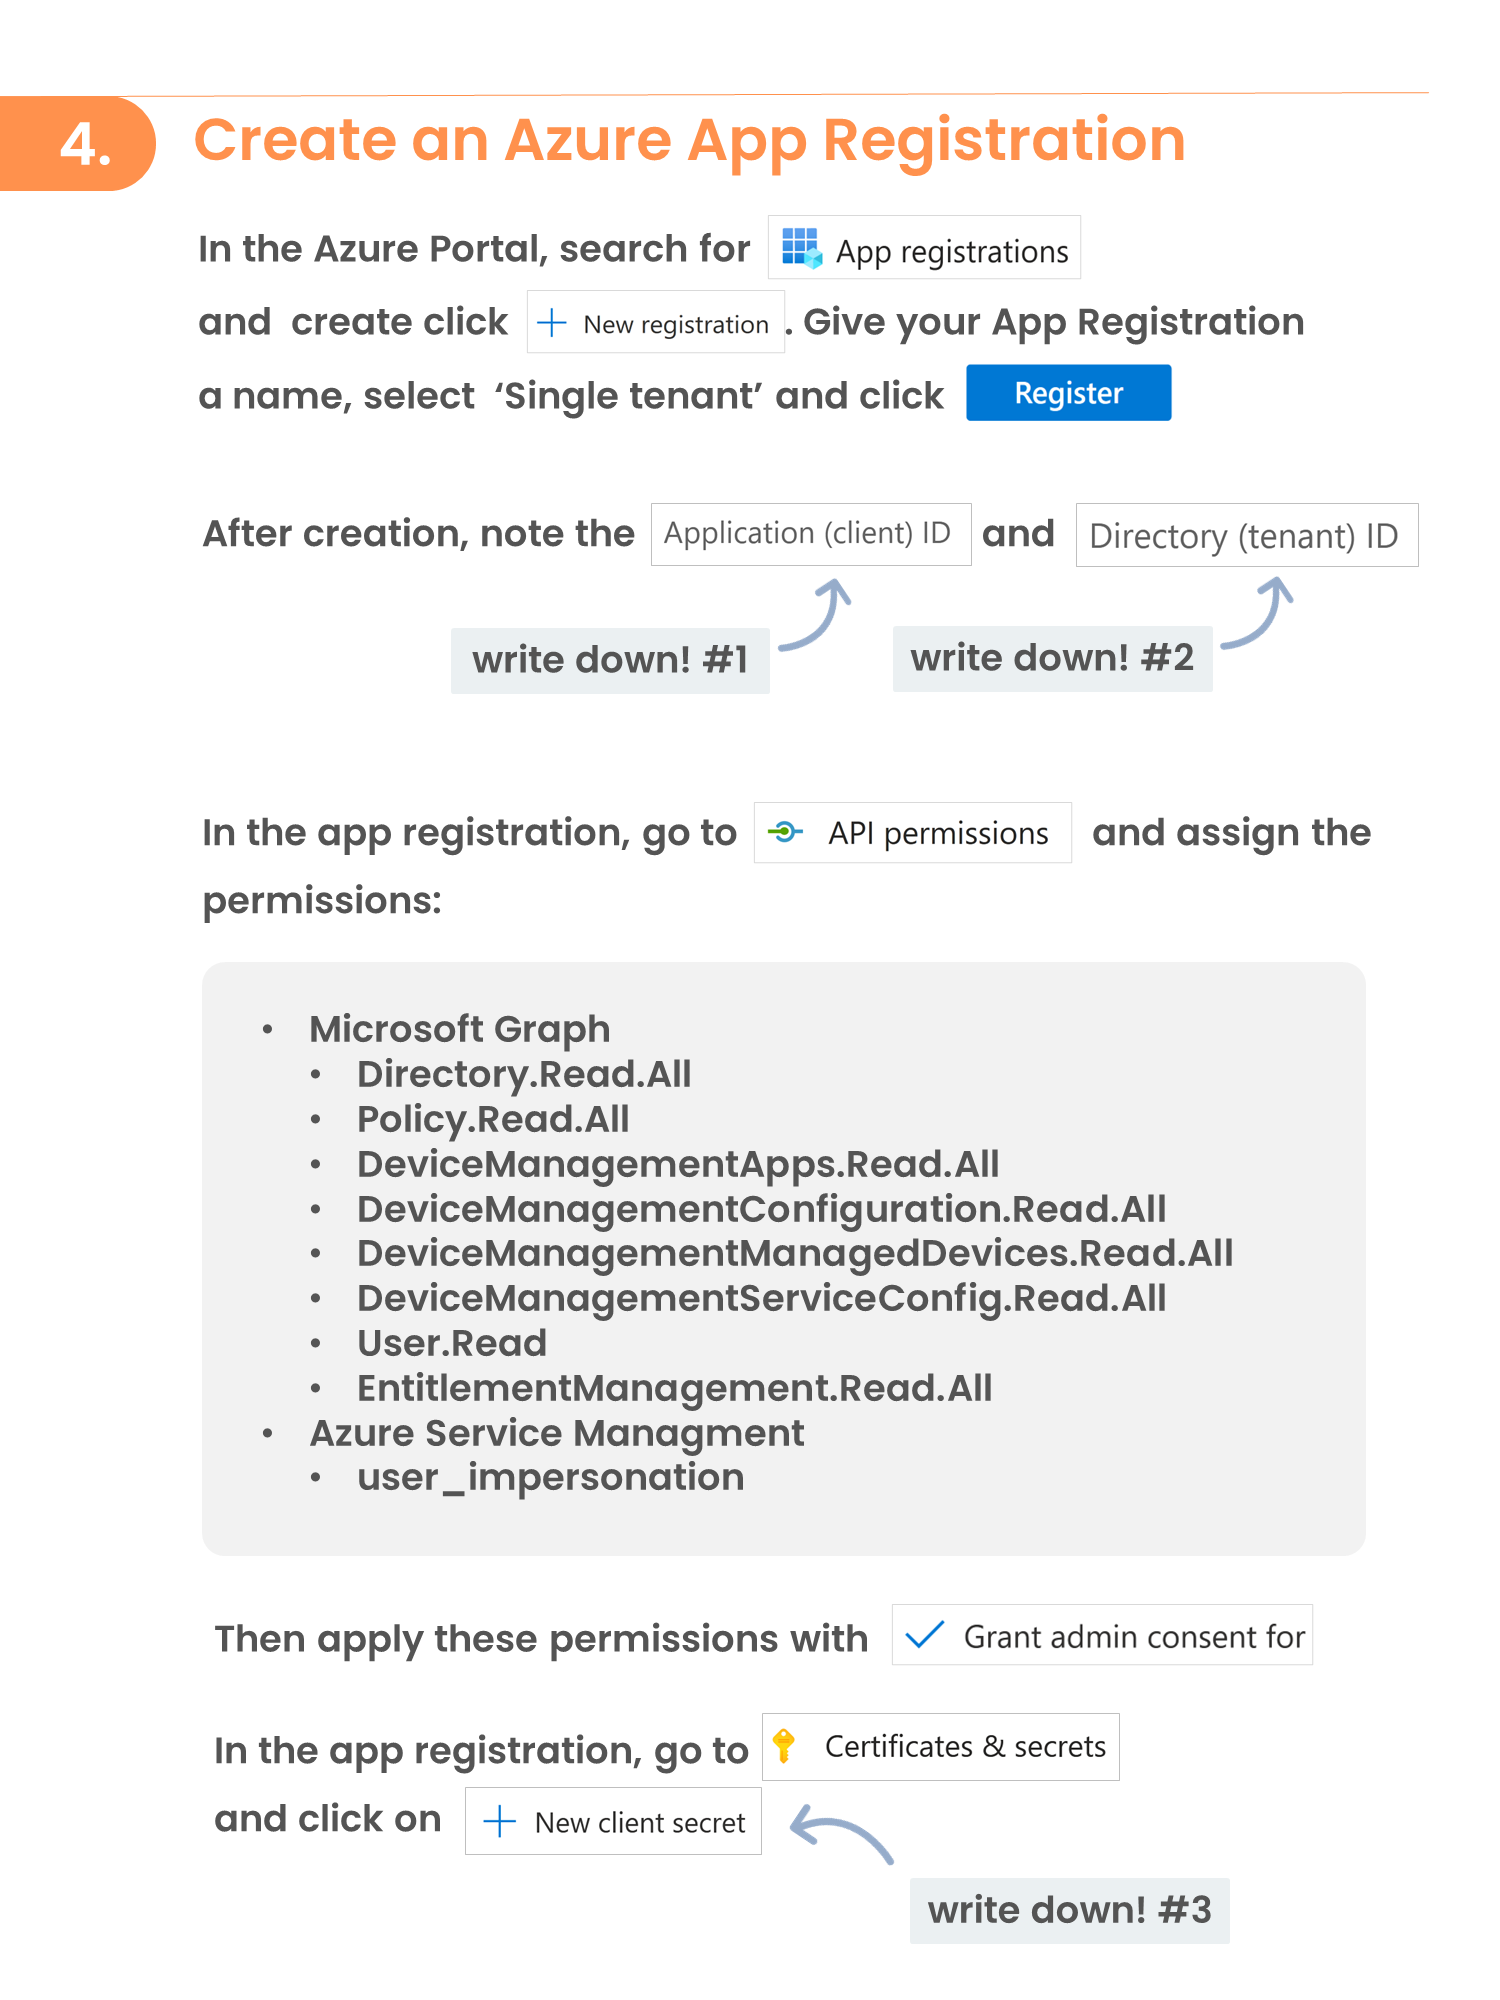 4. Create an Azure App Registration
In the Azure Portal, search for App registrations
and create click New registration . Give your App Registration
a name, select ‘Single tenant’ and click Register
After creation, note the Application (client) ID and Directory (tenant) ID
write down! #1 write down! #2
In the app registration, go to API permissions and assign the
permissions:
• Microsoft Graph
• Directory.Read.All
• Policy.Read.All
• DeviceManagementApps.Read.All
• DeviceManagementConfiguration.Read.All
• DeviceManagementManagedDevices.Read.All
• DeviceManagementServiceConfig.Read.All
• User.Read
• EntitlementManagement.Read.All
• Azure Service Managment
• user_impersonation
Then apply these permissions with Grant admin consent for
In the app registration, go to Certificates & secrets
and click on New client secret
write down! #3